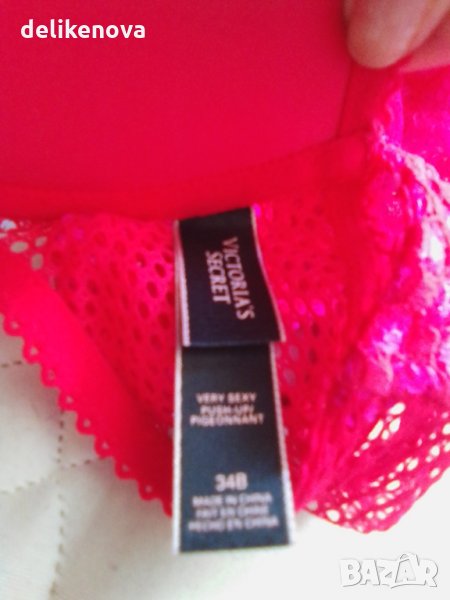 delikenova
VICTORIA'S
SECRET
VERY SEXY
PUSH-UP/
PIGEONNANT
34B
MADE IN CHINA
FAIT EN CHINE
HECHO EN CHINA
BAZAR